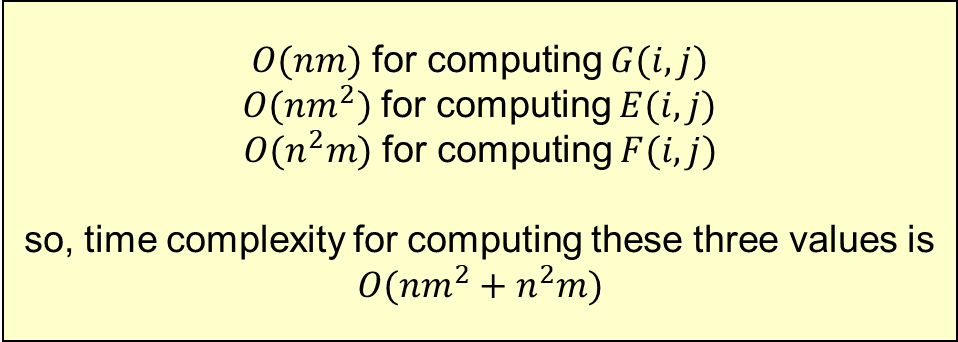 O(nm) for computing G(i,j)
O(nm²) for computing E(i,j)
O(n²m) for computing F(i,j)
so, time complexity for computing these three values is
O(nm² + n²m)